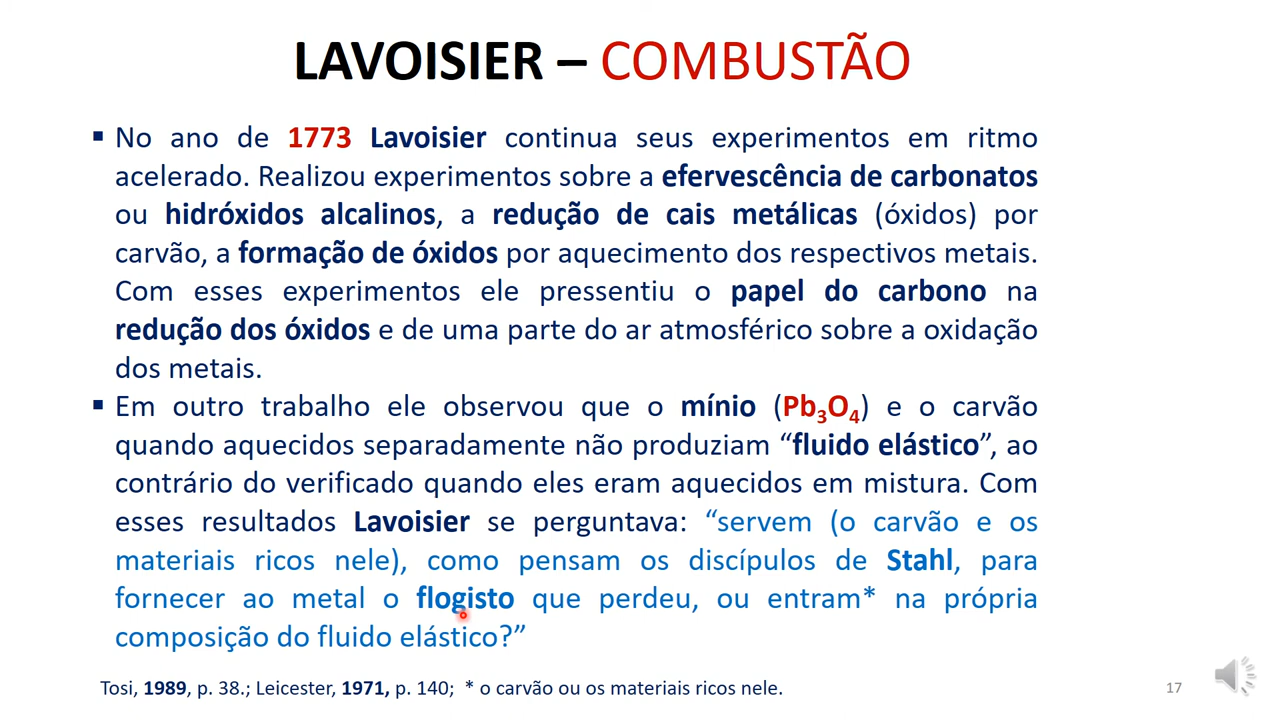 LAVOISIER – COMBUSTÃO
▪ No ano de 1773 Lavoisier continua seus experimentos em ritmo
acelerado. Realizou experimentos sobre a efervescência de carbonatos
ou hidróxidos alcalinos, a redução de cais metálicas (óxidos) por
carvão, a formação de óxidos por aquecimento dos respectivos metais.
Com esses experimentos ele pressentiu o papel do carbono na
redução dos óxidos e de uma parte do ar atmosférico sobre a oxidação
dos metais.
▪ Em outro trabalho ele observou que o mínio (Pb₃O₄) e o carvão
quando aquecidos separadamente não produziam “fluido elástico”, ao
contrário do verificado quando eles eram aquecidos em mistura. Com
esses resultados Lavoisier se perguntava: “servem (o carvão e os
materiais ricos nele), como pensam os discípulos de Stahl, para
fornecer ao metal o flogisto que perdeu, ou entram* na própria
composição do fluido elástico?”
Tosi, 1989, p. 38.; Leicester, 1971, p. 140; * o carvão ou os materiais ricos nele.
17